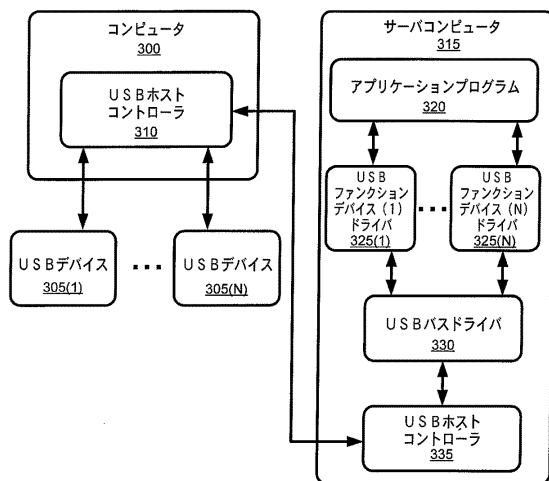 コンピュータ
300
USBホスト
コントローラ
310
USBデバイス
305(1)
･･･
USBデバイス
305(N)
サーバコンピュータ
315
アプリケーションプログラム
320
USB
ファンクション
デバイス(1)
ドライバ
325(1)
･･･
USB
ファンクション
デバイス(N)
ドライバ
325(N)
USBバスドライバ
330
USBホスト
コントローラ
335